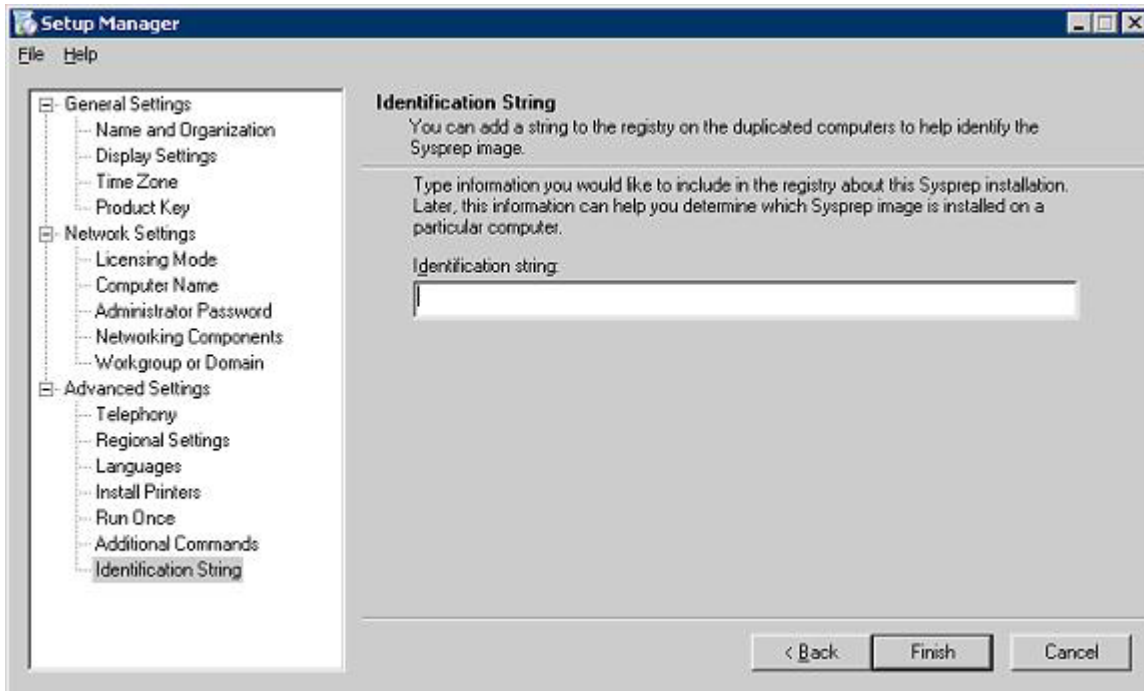 Setup Manager
File Help
General Settings
Name and Organization
Display Settings
Time Zone
Product Key
Network Settings
Licensing Mode
Computer Name
Administrator Password
Networking Components
Workgroup or Domain
Advanced Settings
Telephony
Regional Settings
Languages
Install Printers
Run Once
Additional Commands
Identification String
Identification String
You can add a string to the registry on the duplicated computers to help identify the
Sysprep image.
Type information you would like to include in the registry about this Sysprep installation.
Later, this information can help you determine which Sysprep image is installed on a
particular computer.
Identification string:
< Back Finish Cancel